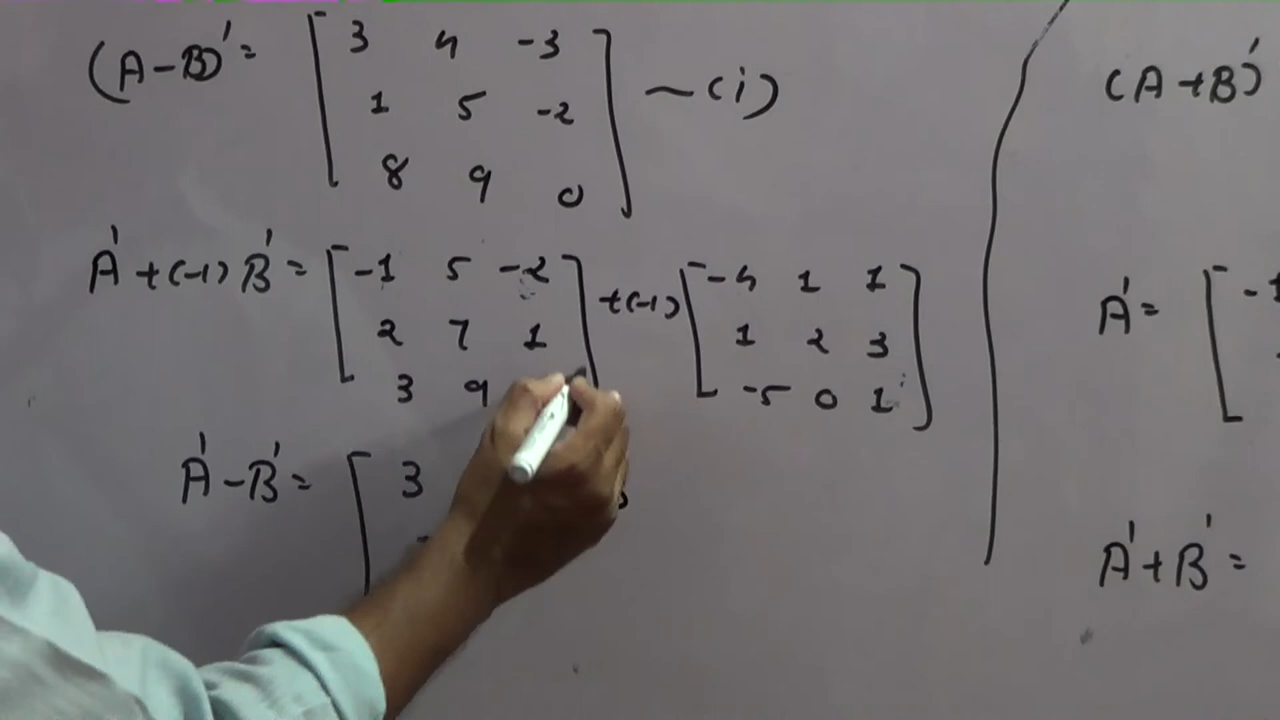 (A-B)' = [ 3 4 -3
1 5 -2
8 9 0 ] ~(i)
A' +(-1) B' = [ -1 5 -2
2 7 1
3 9 ] +(-1) [ -4 1 1
1 2 3
-5 0 1 ]
A' - B' = [ 3
(A+B)'
A' = [ -1
A' + B' =